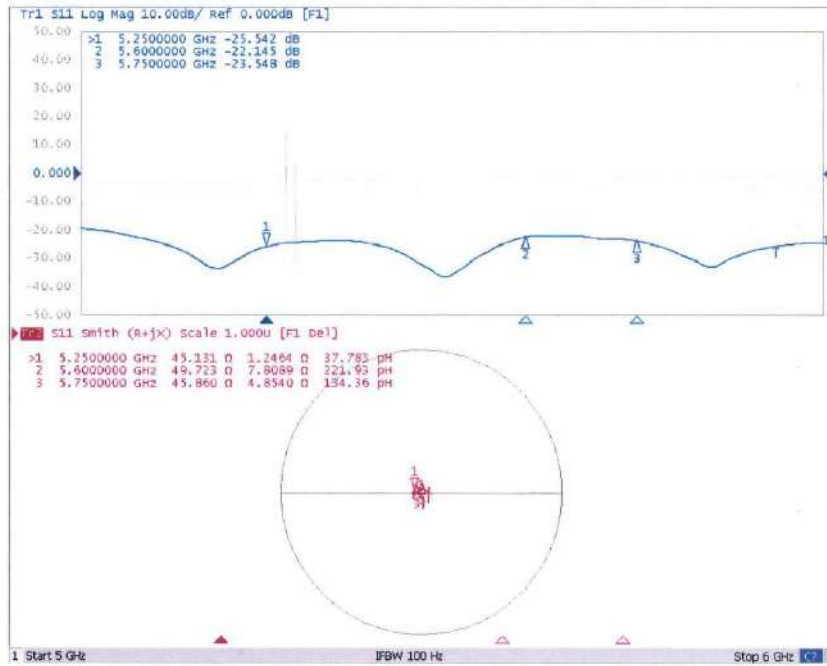 Tr1 S11 Log Mag 10.00dB/ Ref 0.000dB [F1]
50.00
>1 5.2500000 GHz -25.542 dB
2 5.6000000 GHz -22.145 dB
3 5.7500000 GHz -23.548 dB
40.00
30.00
20.00
10.00
0.000
-10.00
-20.00
-30.00
-40.00
-50.00
1
2
3
S11 Smith (R+jX) Scale 1.000U [F1 Del]
>1 5.2500000 GHz 45.131 Ω 1.2464 Ω 37.783 pH
2 5.6000000 GHz 49.723 Ω 7.8089 Ω 221.93 pH
3 5.7500000 GHz 45.860 Ω 4.8540 Ω 134.36 pH
1
1 Start 5 GHz
IFBW 100 Hz
Stop 6 GHz